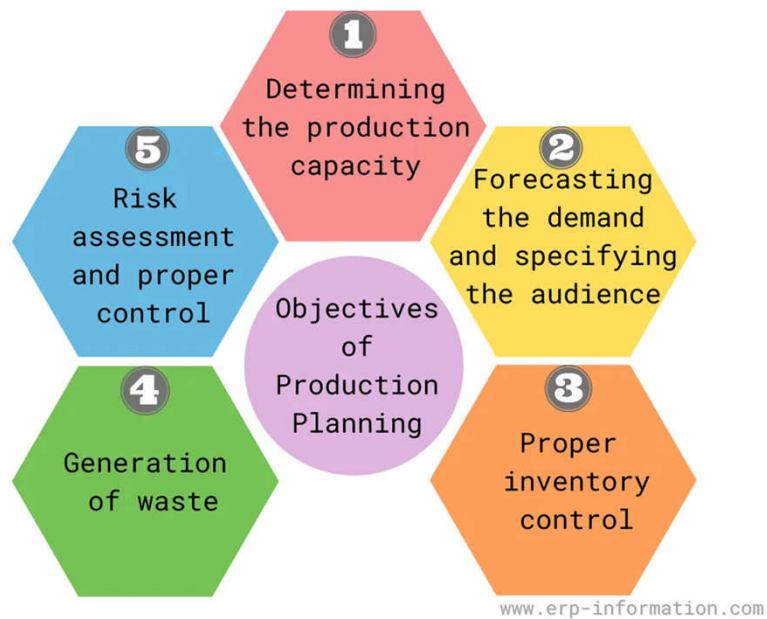 1
Determining
the production
capacity
2
Forecasting
the demand
and specifying
the audience
3
Proper
inventory
control
4
Generation
of waste
5
Risk
assessment
and proper
control
Objectives
of
Production
Planning
www.erp-information.com